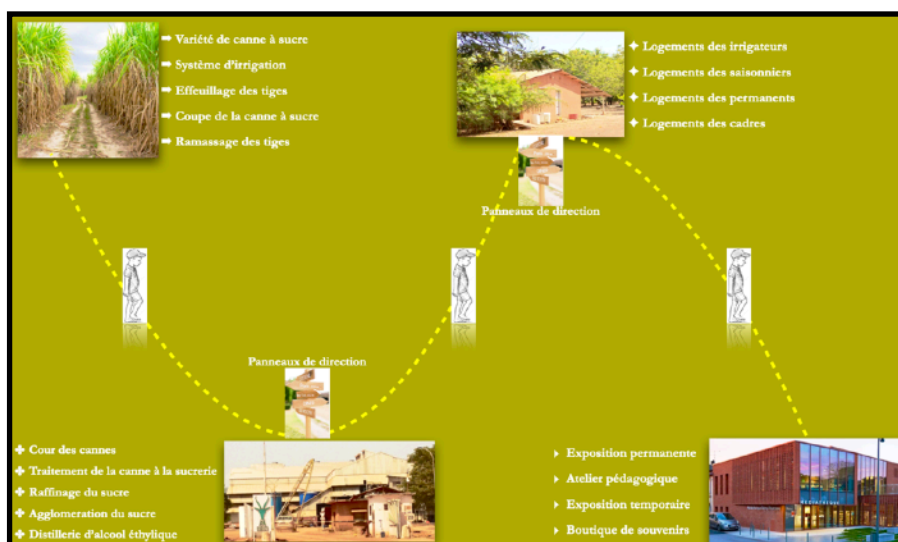 Variété de canne à sucre
Système d'irrigation
Effeuillage des tiges
Coupe de la canne à sucre
Ramassage des tiges
Logements des irrigateurs
Logements des saisonniers
Logements des permanents
Logements des cadres
Panneaux de direction
Panneaux de direction
Cour des cannes
Traitement de la canne à la sucrerie
Raffinage du sucre
Agglomeration du sucre
Distillerie d'alcool éthylique
Exposition permanente
Atelier pédagogique
Exposition temporaire
Boutique de souvenirs
MÉDIATHÈQUE